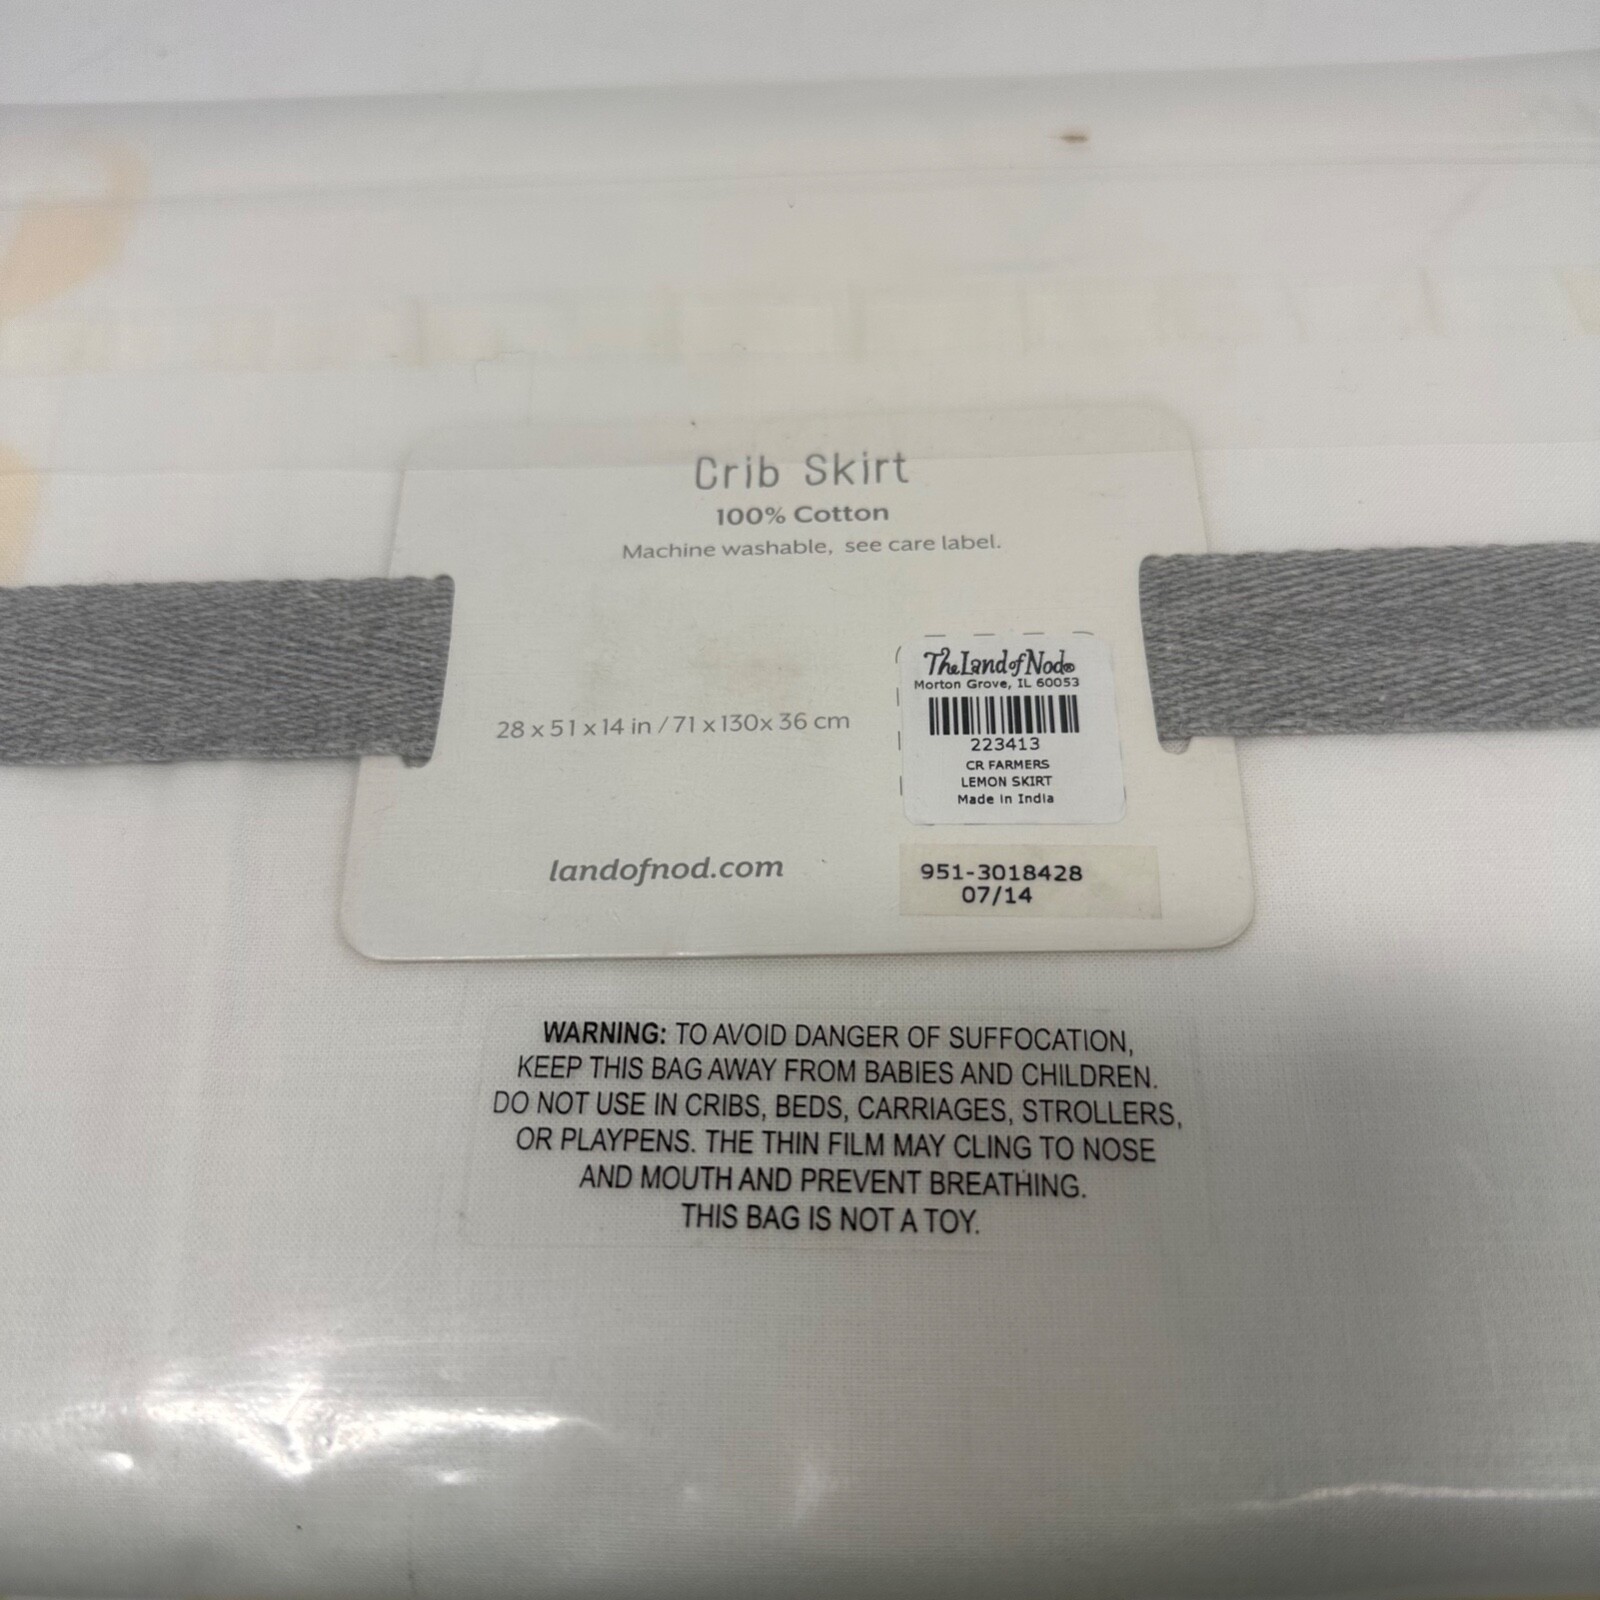 Crib Skirt
100% Cotton
Machine washable, see care label.
28 x 51 x 14 in / 71 x 130x 36 cm
The Land of Nod®
Morton Grove, IL 60053
223413
CR FARMERS
LEMON SKIRT
Made in India
landofnod.com
951-3018428
07/14
WARNING: TO AVOID DANGER OF SUFFOCATION,
KEEP THIS BAG AWAY FROM BABIES AND CHILDREN.
DO NOT USE IN CRIBS, BEDS, CARRIAGES, STROLLERS,
OR PLAYPENS. THE THIN FILM MAY CLING TO NOSE
AND MOUTH AND PREVENT BREATHING.
THIS BAG IS NOT A TOY.